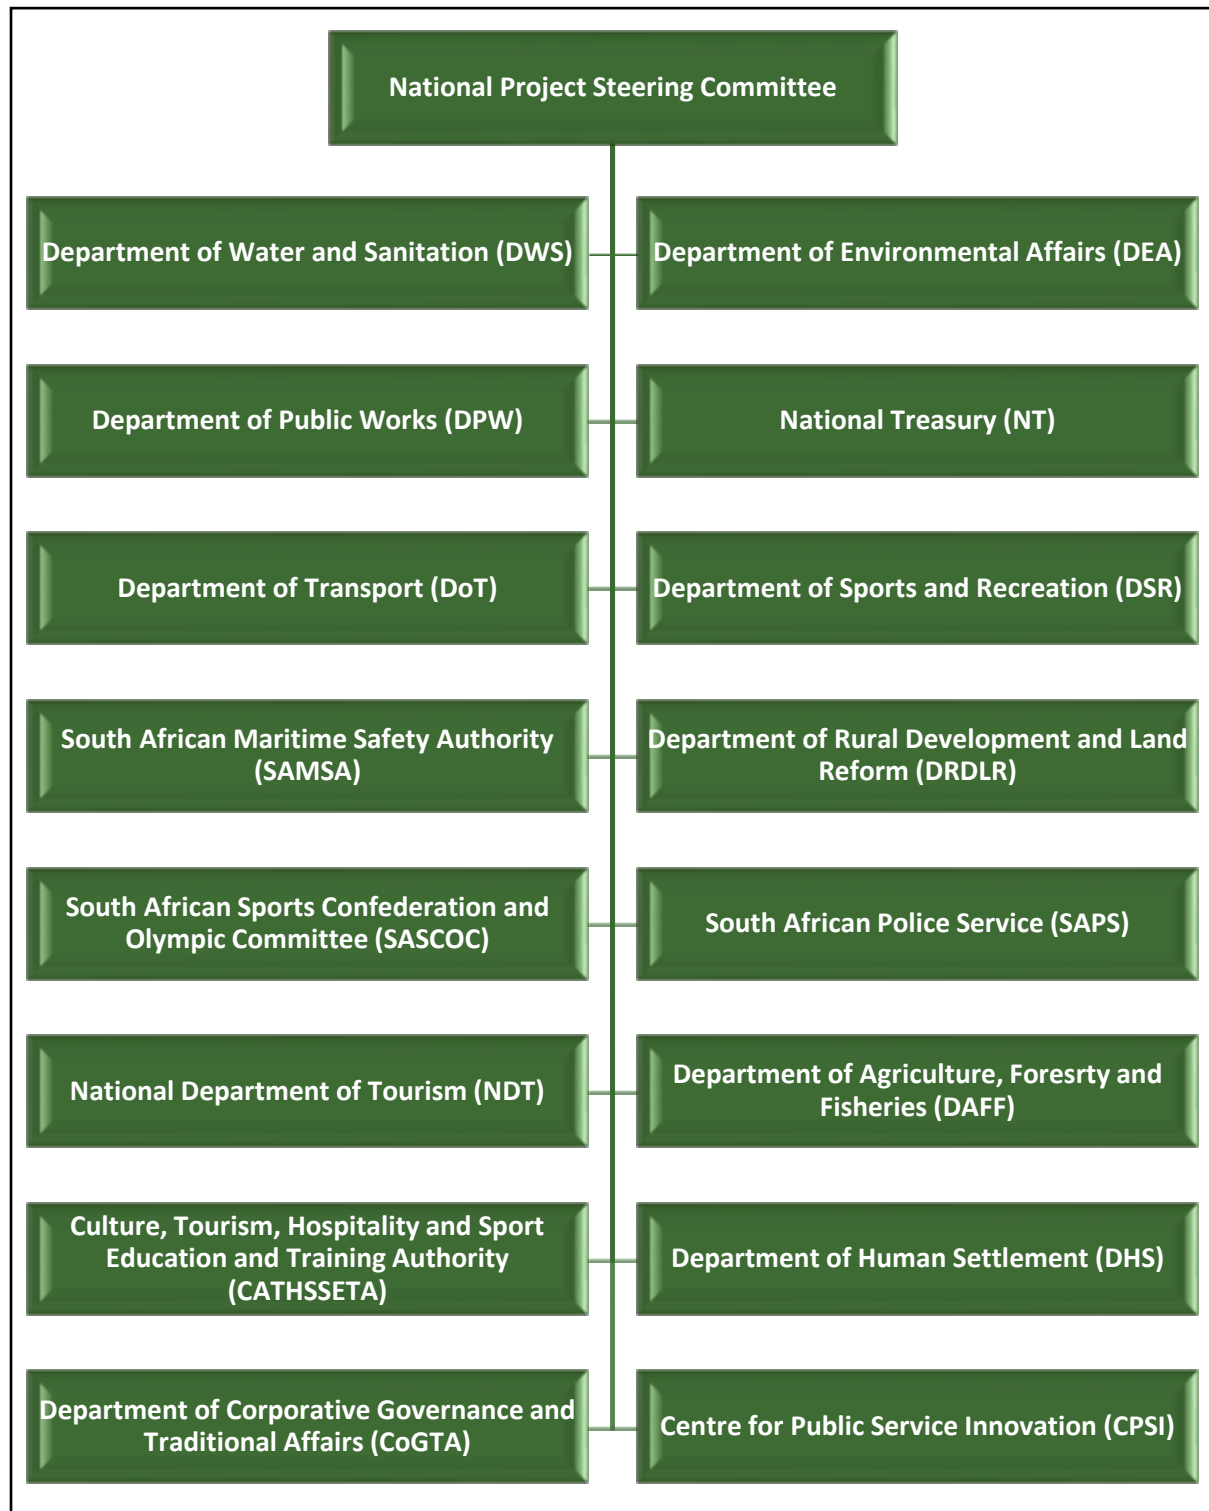 National Project Steering Committee
Department of Water and Sanitation (DWS)
Department of Environmental Affairs (DEA)
Department of Public Works (DPW)
National Treasury (NT)
Department of Transport (DoT)
Department of Sports and Recreation (DSR)
South African Maritime Safety Authority
(SAMSA)
Department of Rural Development and Land
Reform (DRDLR)
South African Sports Confederation and
Olympic Committee (SASCOC)
South African Police Service (SAPS)
National Department of Tourism (NDT)
Department of Agriculture, Foresrty and
Fisheries (DAFF)
Culture, Tourism, Hospitality and Sport
Education and Training Authority
(CATHSSETA)
Department of Human Settlement (DHS)
Department of Corporative Governance and
Traditional Affairs (CoGTA)
Centre for Public Service Innovation (CPSI)